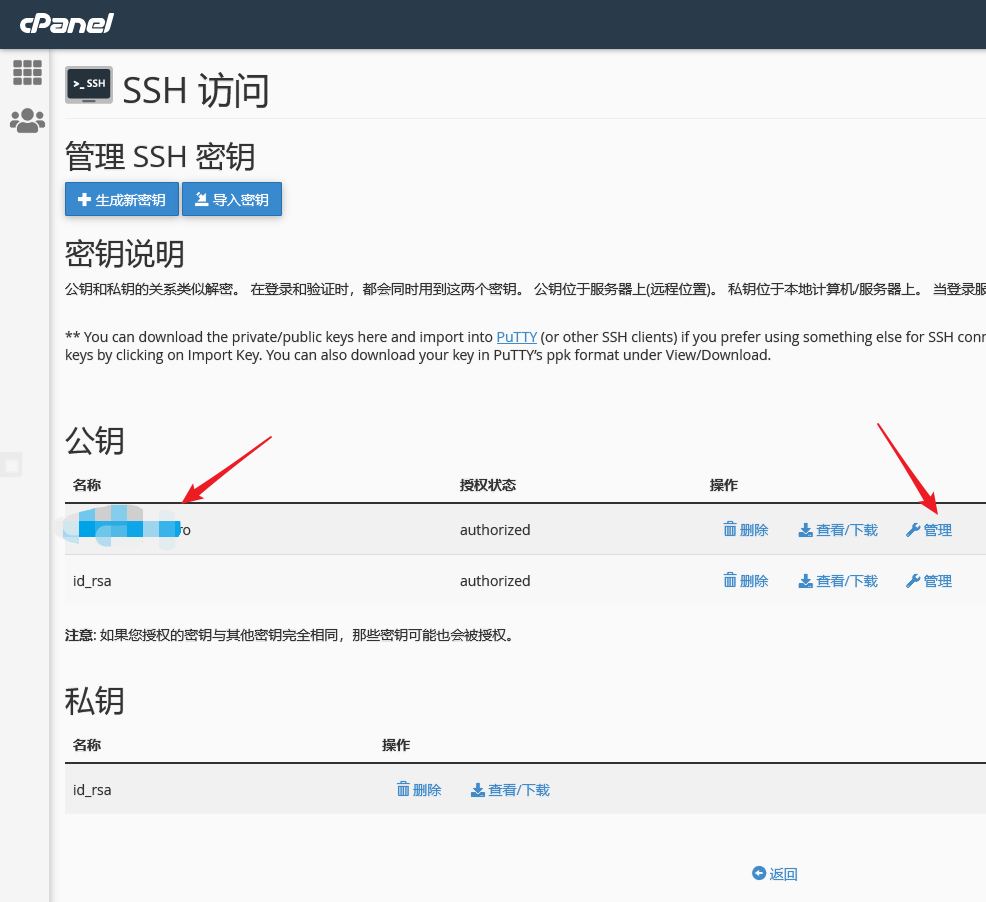 cPanel
>_ SSH
SSH 访问
管理 SSH 密钥
生成新密钥 导入密钥
密钥说明
公钥和私钥的关系类似解密。 在登录和验证时，都会同时用到这两个密钥。 公钥位于服务器上(远程位置)。 私钥位于本地计算机/服务器上。 当登录服
** You can download the private/public keys here and import into PuTTY (or other SSH clients) if you prefer using something else for SSH conn
keys by clicking on Import Key. You can also download your key in PuTTY’s ppk format under View/Download.
公钥
名称 授权状态 操作
ro authorized 删除 查看/下载 管理
id_rsa authorized 删除 查看/下载 管理
注意: 如果您授权的密钥与其他密钥完全相同，那些密钥可能也会被授权。
私钥
名称 操作
id_rsa 删除 查看/下载
返回